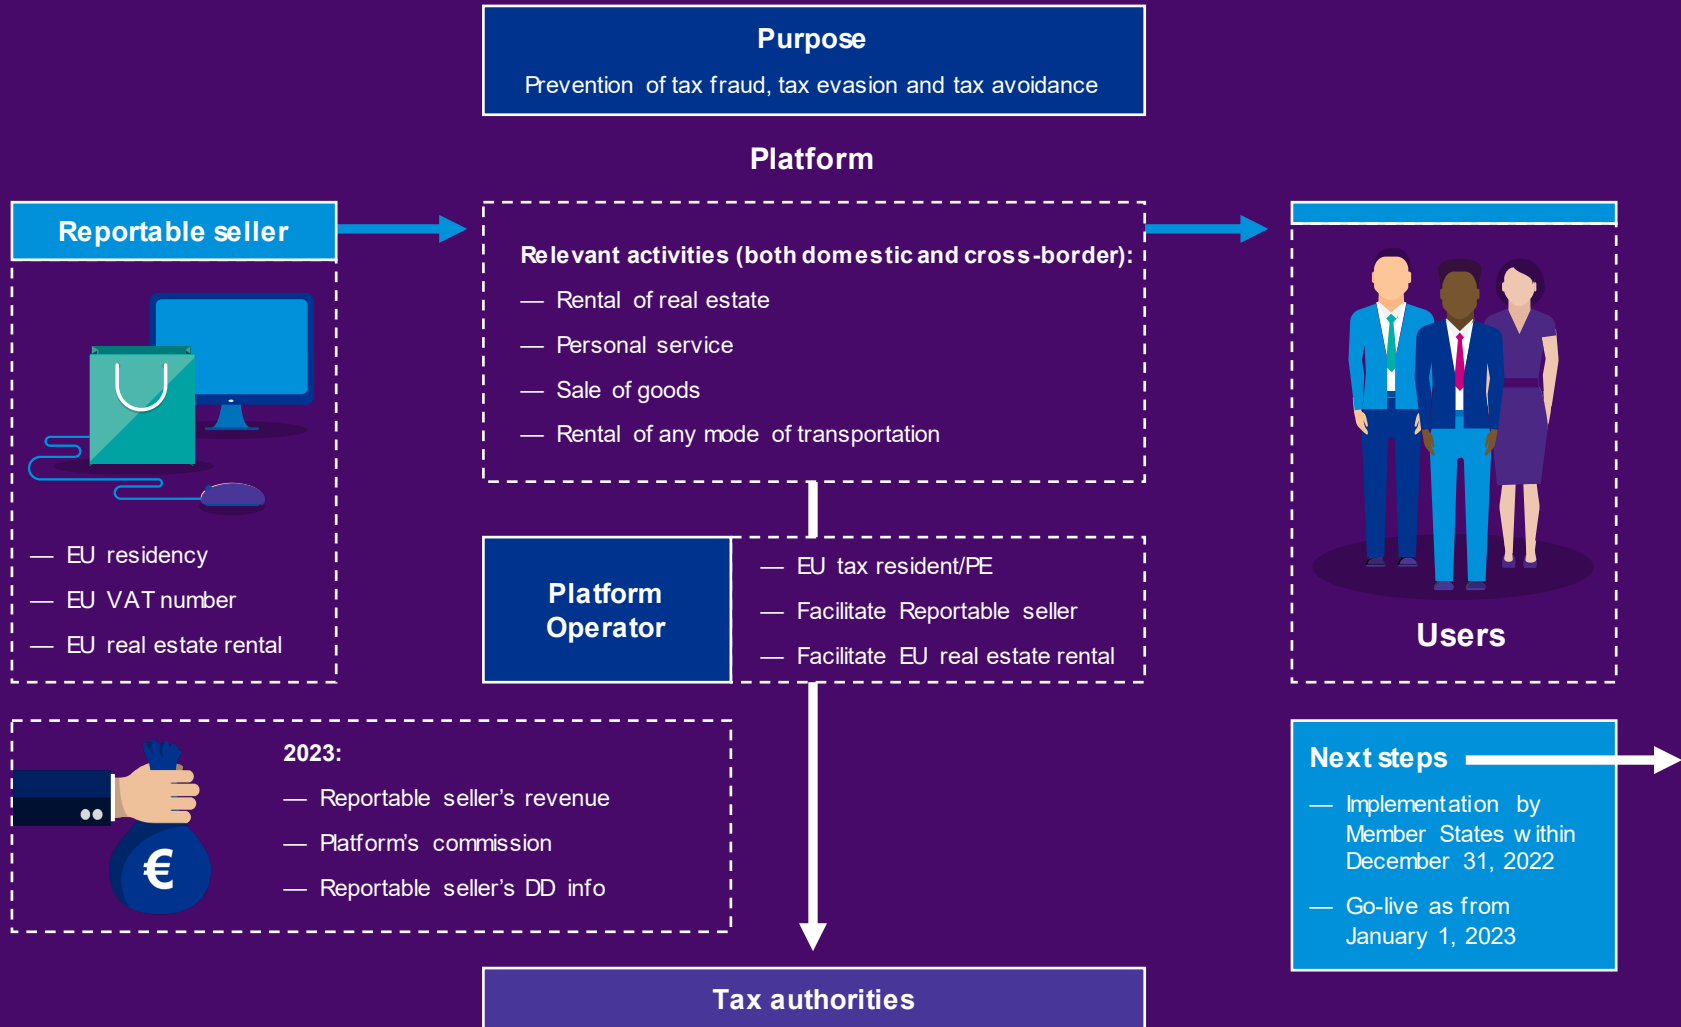 Purpose
Prevention of tax fraud, tax evasion and tax avoidance
Platform
Reportable seller
— EU residency
— EU VAT number
— EU real estate rental
Relevant activities (both domestic and cross-border):
— Rental of real estate
— Personal service
— Sale of goods
— Rental of any mode of transportation
Platform
Operator
— EU tax resident/PE
— Facilitate Reportable seller
— Facilitate EU real estate rental
Users
€
2023:
— Reportable seller’s revenue
— Platform’s commission
— Reportable seller’s DD info
Next steps
— Implementation by
Member States within
December 31, 2022
— Go-live as from
January 1, 2023
Tax authorities